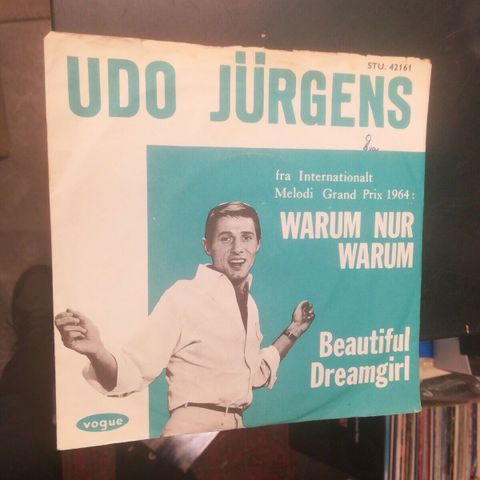 UDO JÜRGENS
STU. 42161
fra Internationalt
Melodi Grand Prix 1964:
WARUM NUR
WARUM
Beautiful
Dreamgirl
vogue